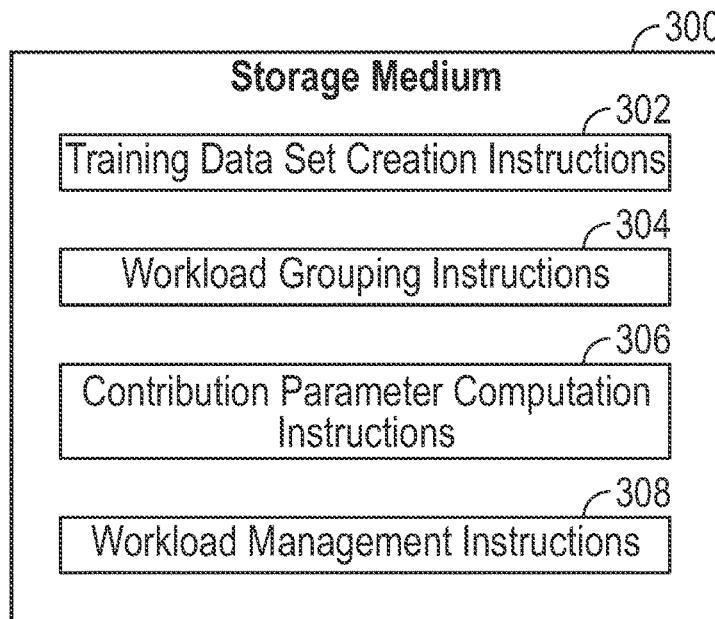 300
Storage Medium
302
Training Data Set Creation Instructions
304
Workload Grouping Instructions
306
Contribution Parameter Computation
Instructions
308
Workload Management Instructions